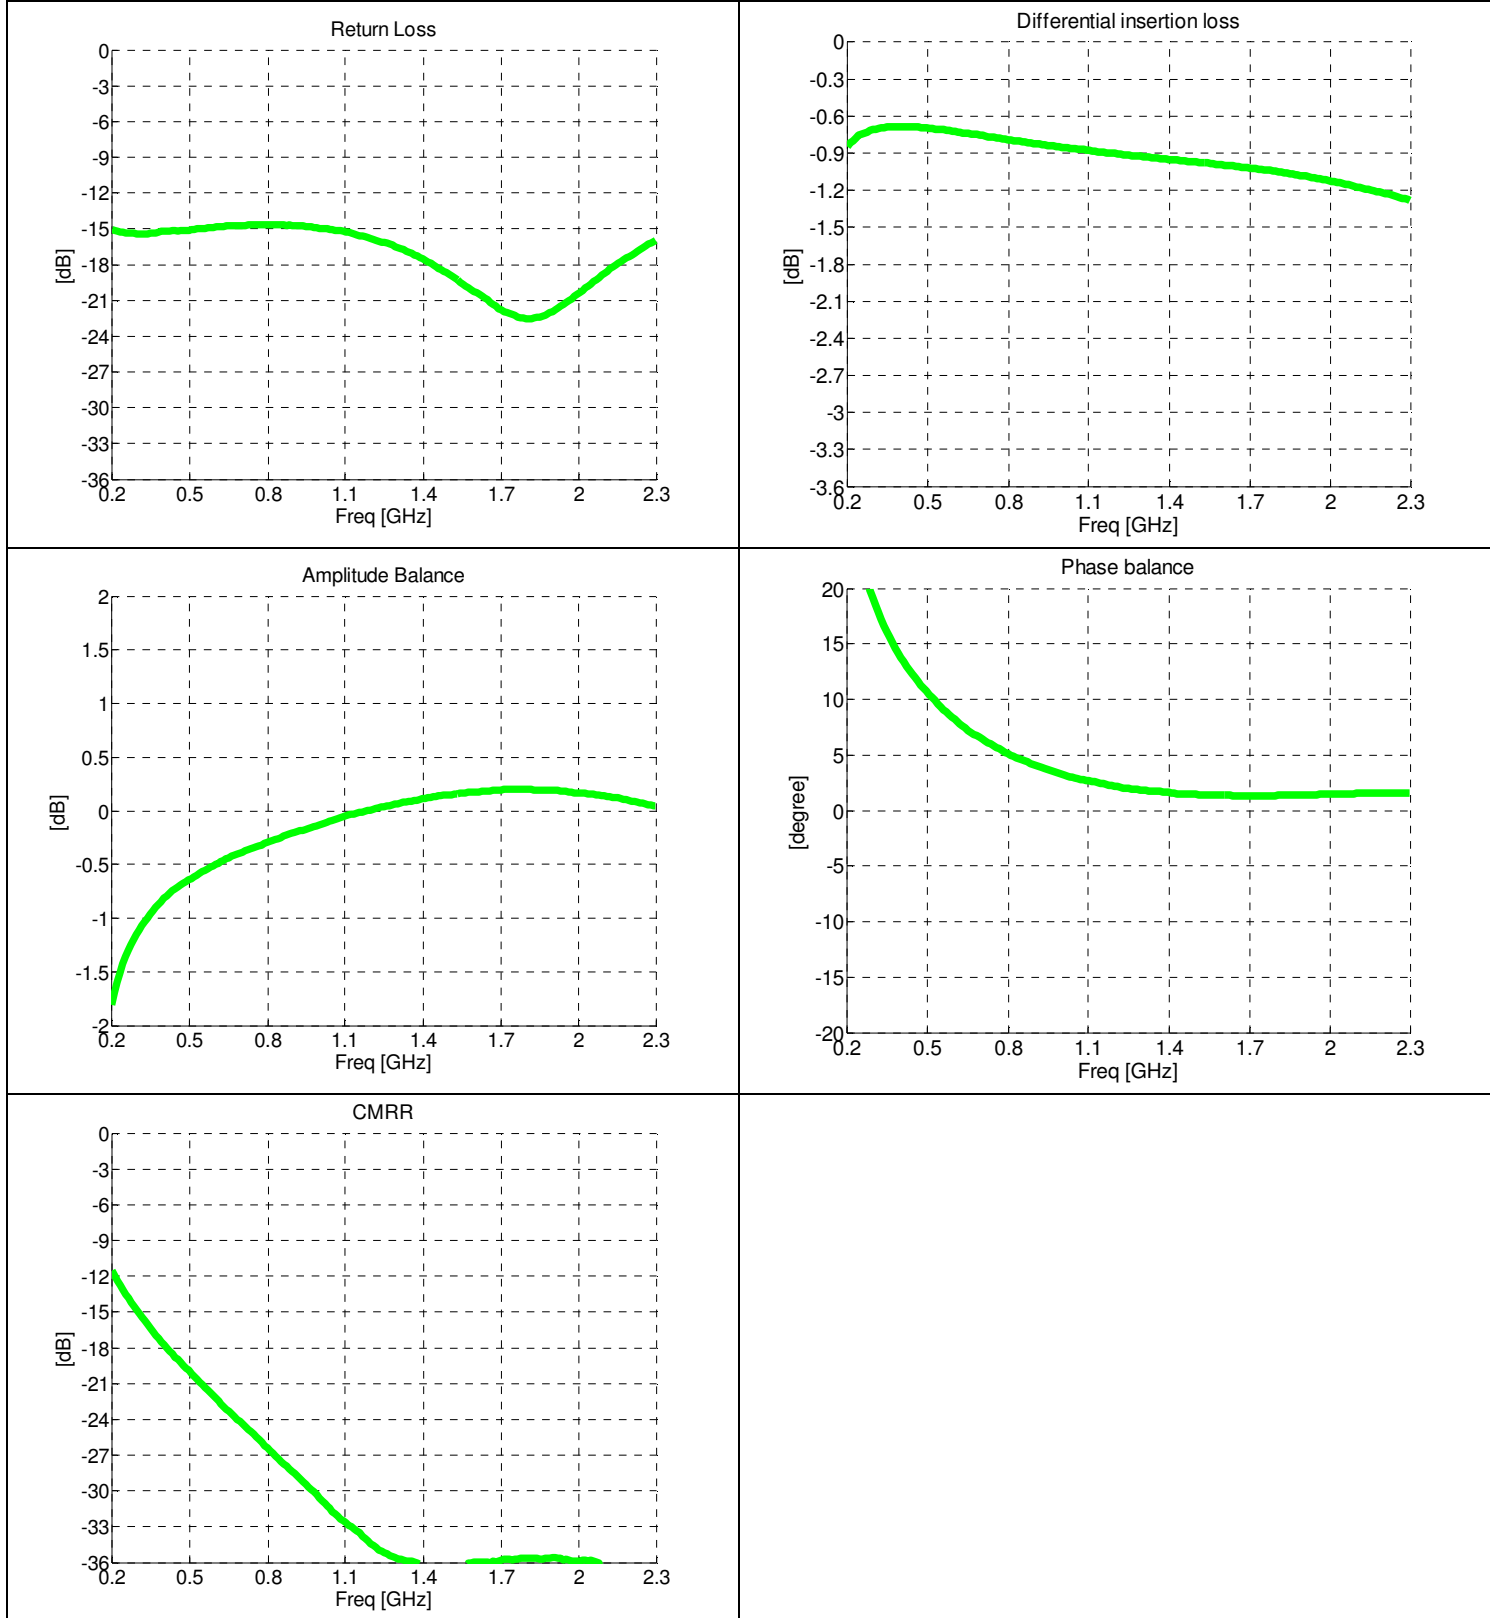 Return Loss
0
-3
-6
-9
-12
-15
-18
-21
-24
-27
-30
-33
-36
[dB]
0.2 0.5 0.8 1.1 1.4 1.7 2 2.3
Freq [GHz]
Differential insertion loss
0
-0.3
-0.6
-0.9
-1.2
-1.5
-1.8
-2.1
-2.4
-2.7
-3
-3.3
-3.6
[dB]
0.2 0.5 0.8 1.1 1.4 1.7 2 2.3
Freq [GHz]
Amplitude Balance
2
1.5
1
0.5
0
-0.5
-1
-1.5
-2
[dB]
0.2 0.5 0.8 1.1 1.4 1.7 2 2.3
Freq [GHz]
Phase balance
20
15
10
5
0
-5
-10
-15
-20
[degree]
0.2 0.5 0.8 1.1 1.4 1.7 2 2.3
Freq [GHz]
CMRR
0
-3
-6
-9
-12
-15
-18
-21
-24
-27
-30
-33
-36
[dB]
0.2 0.5 0.8 1.1 1.4 1.7 2 2.3
Freq [GHz]